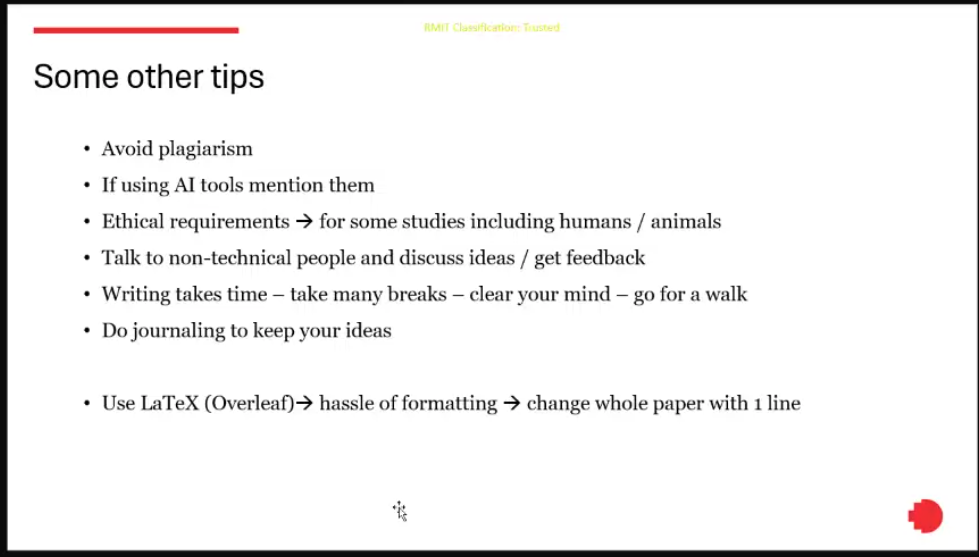 RMIT Classification: Trusted
Some other tips
• Avoid plagiarism
• If using AI tools mention them
• Ethical requirements → for some studies including humans / animals
• Talk to non-technical people and discuss ideas / get feedback
• Writing takes time – take many breaks – clear your mind – go for a walk
• Do journaling to keep your ideas
• Use LaTeX (Overleaf)→ hassle of formatting → change whole paper with 1 line